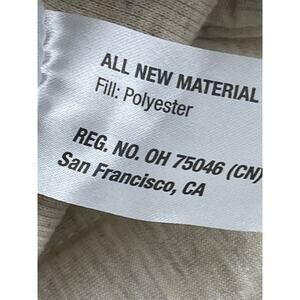 ALL NEW MATERIAL
Fill: Polyester
REG. NO. OH 75046 (CN)
San Francisco, CA